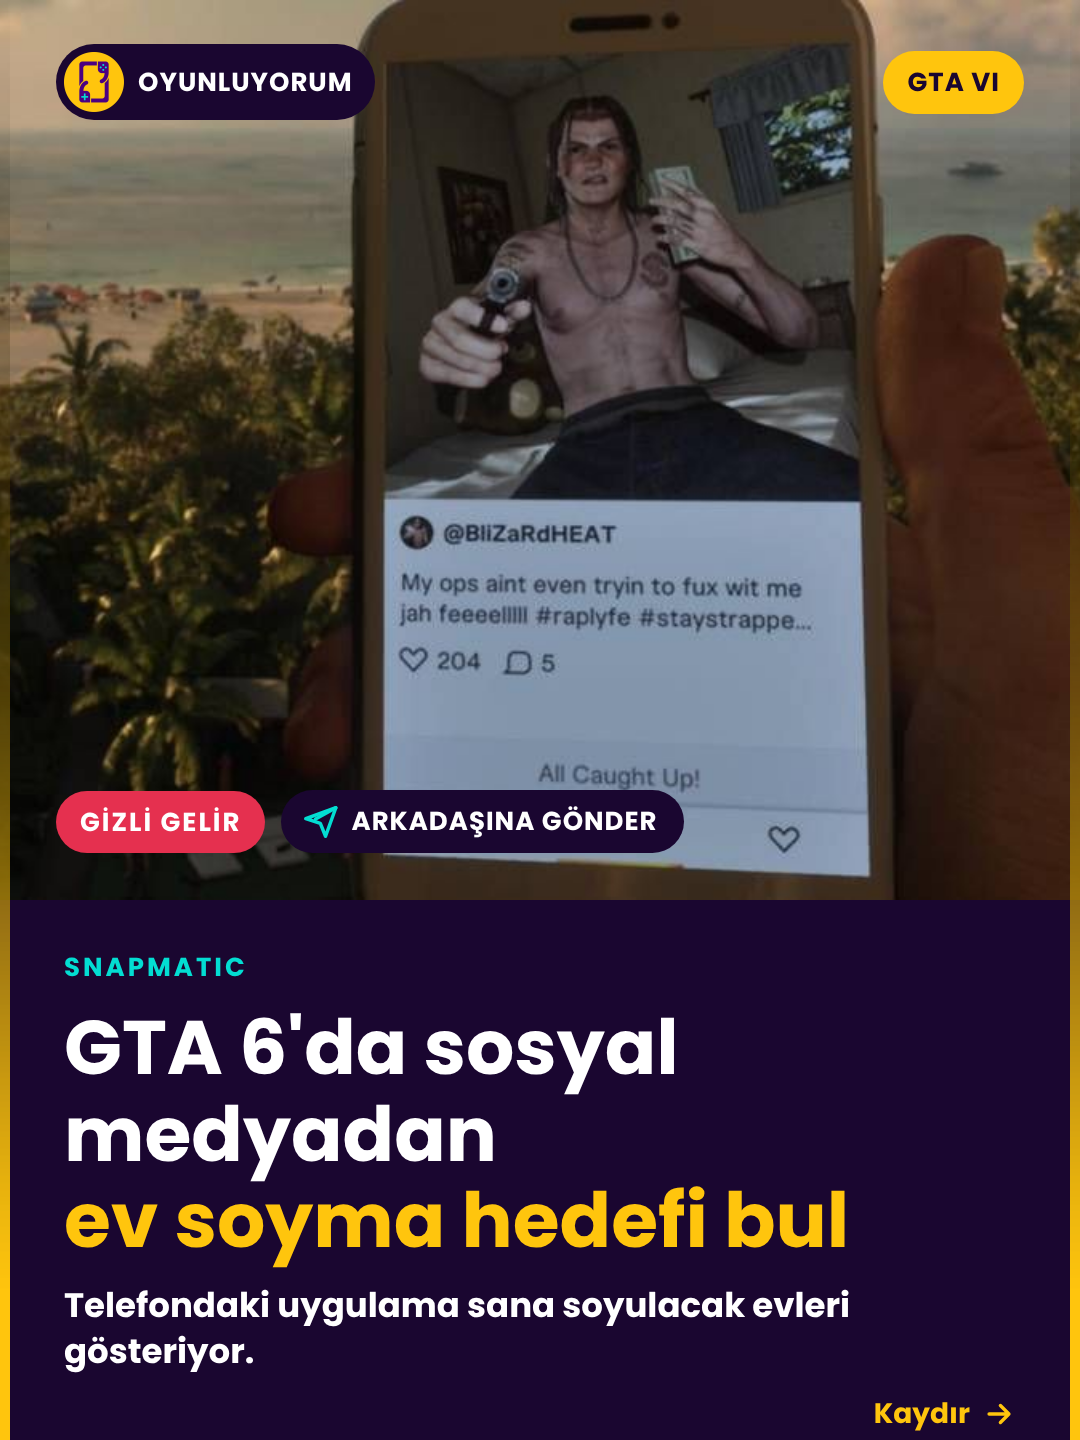 OYUNLUYORUM
GTA VI
@BliZaRdHEAT
My ops aint even tryin to fux wit me
jah feeeelllll #raplyfe #staystrappe...
204 5
All Caught Up!
GİZLİ GELİR
ARKADAŞINA GÖNDER
SNAPMATIC
GTA 6'da sosyal
medyadan
ev soyma hedefi bul
Telefondaki uygulama sana soyulacak evleri
gösteriyor.
Kaydır →